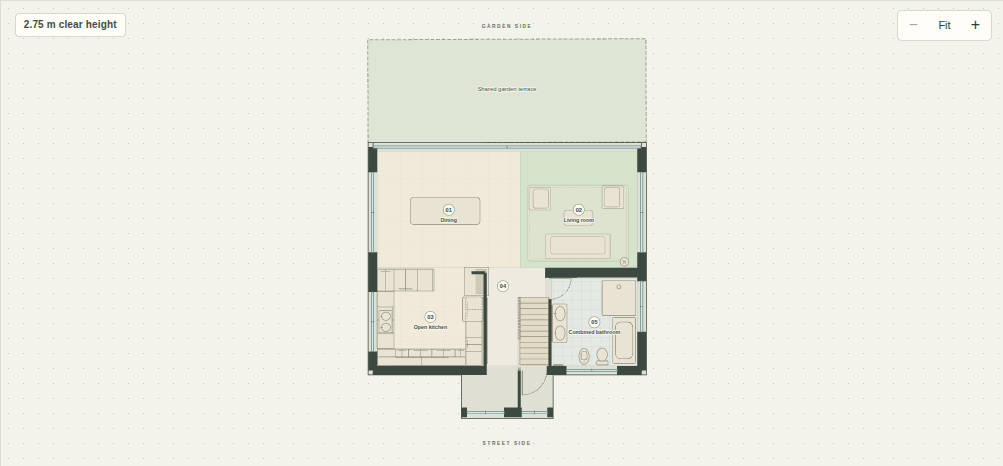 2.75 m clear height
GARDEN SIDE
− Fit +
Shared garden terrace
01
Dining
02
Living room
04
03
Open kitchen
05
Combined bathroom
STREET SIDE